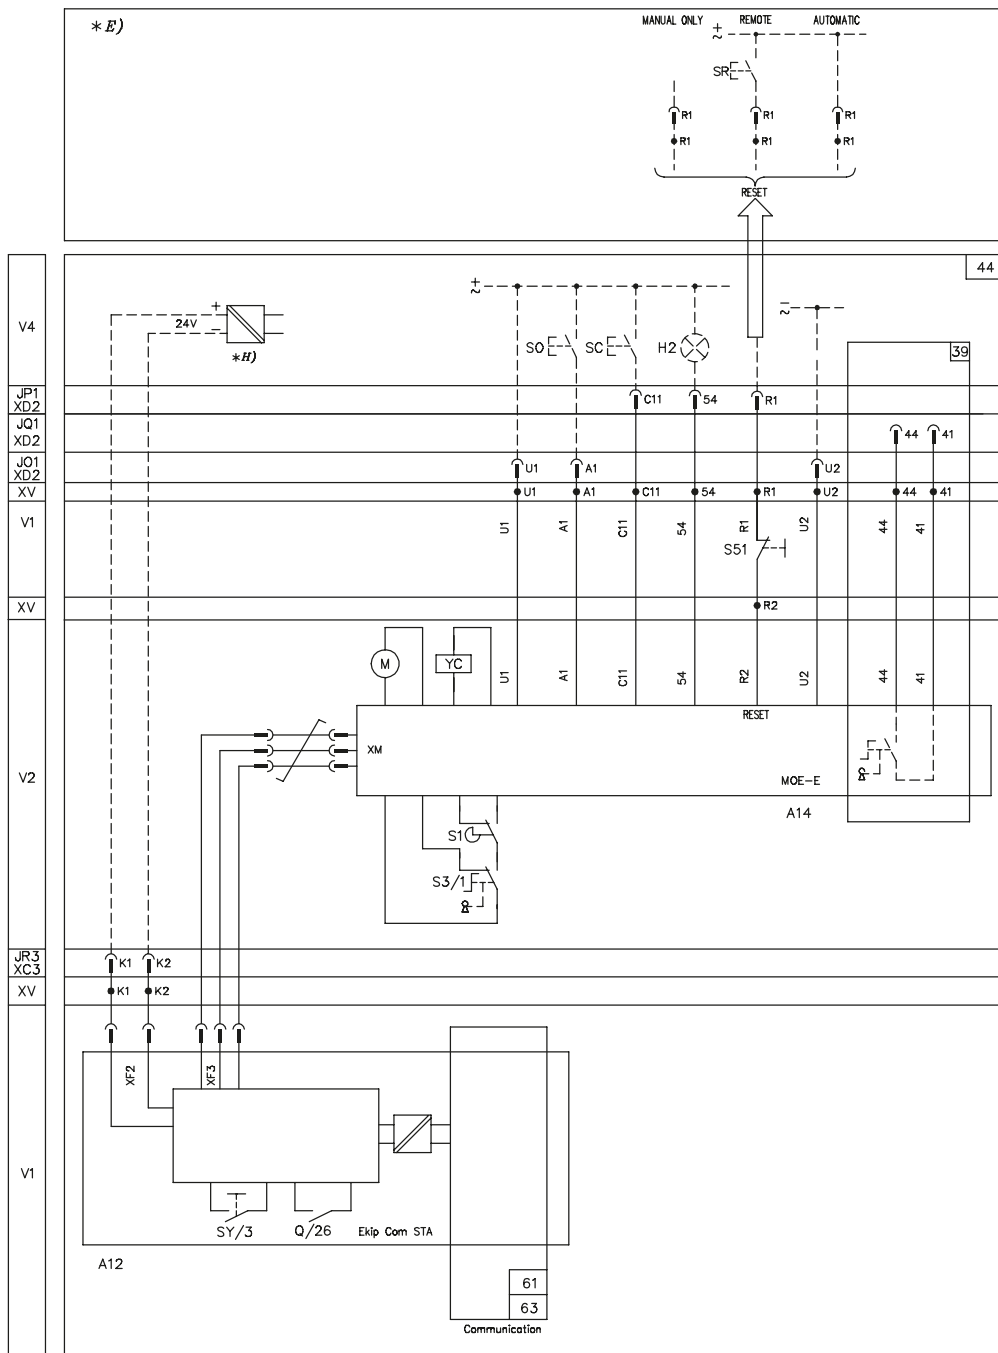 *E)
MANUAL ONLY REMOTE AUTOMATIC
SR
R1 R1 R1
R1 R1 R1
RESET
44
V4
+
24V
−
*H)
SO SC H2
39
JP1
XD2
C11 54 R1
JQ1
XD2
44 41
JO1
XD2
U1 A1 U2
XV
U1 A1 C11 54 R1 U2 44 41
V1
U1 A1 C11 54 R1 U2 44 41
S51
XV
R2
M YC
U1 A1 C11 54 R2 U2 44 41
RESET
XM
V2
MOE-E
A14
S1
S3/1
JR3
XC3
K1 K2
XV
K1 K2
XF2 XF3
V1
SY/3 Q/26 Ekip Com STA
A12
61
63
Communication